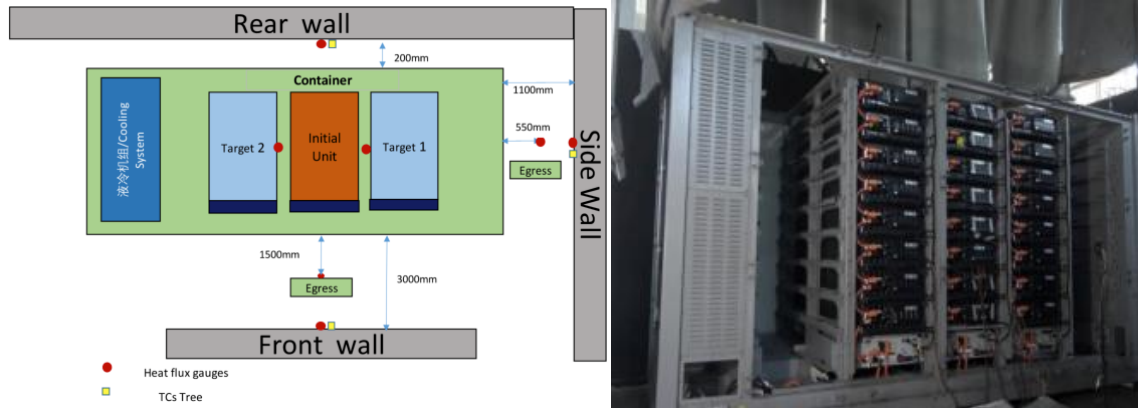 Rear wall
200mm
Container
1100mm
液冷机组/Cooling
System
Target 2
Initial
Unit
Target 1
550mm
Egress
Side Wall
1500mm
3000mm
Egress
Front wall
Heat flux gauges
TCs Tree